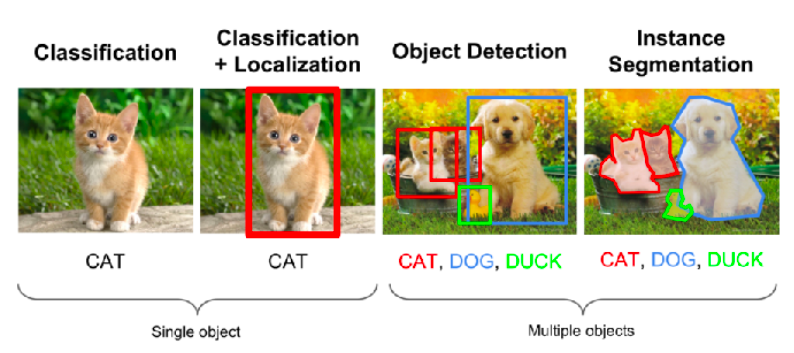 Classification
Classification
+ Localization
Object Detection
Instance
Segmentation
CAT
CAT
CAT, DOG, DUCK
CAT, DOG, DUCK
Single object
Multiple objects